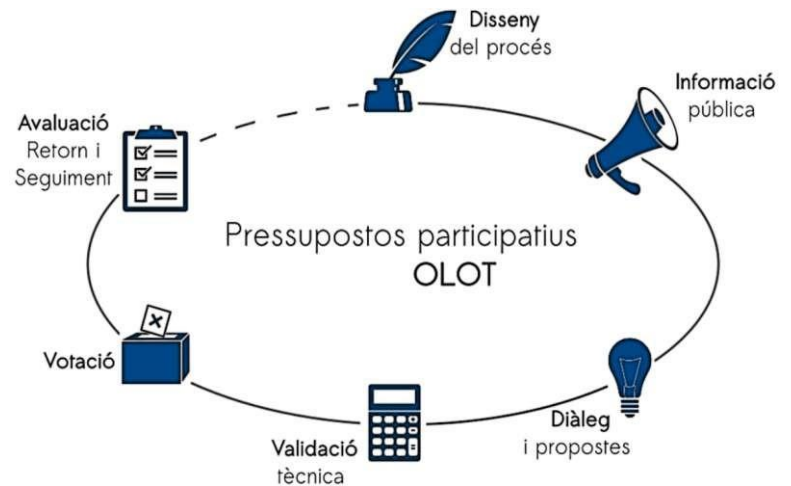 Disseny
del procés
Informació
pública
Avaluació
Retorn i
Seguiment
Pressupostos participatius
OLOT
Votació
Diàleg
i propostes
Validació
tècnica